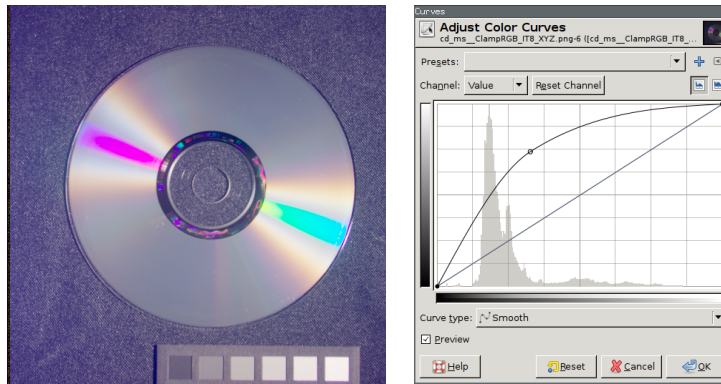 Curves
Adjust Color Curves
cd_ms__ClampRGB_IT8_XYZ.png-6 ([cd_ms__ClampRGB_IT8_...
Presets:
Channel: Value Reset Channel
Curve type: Smooth
Preview
Help Reset Cancel OK